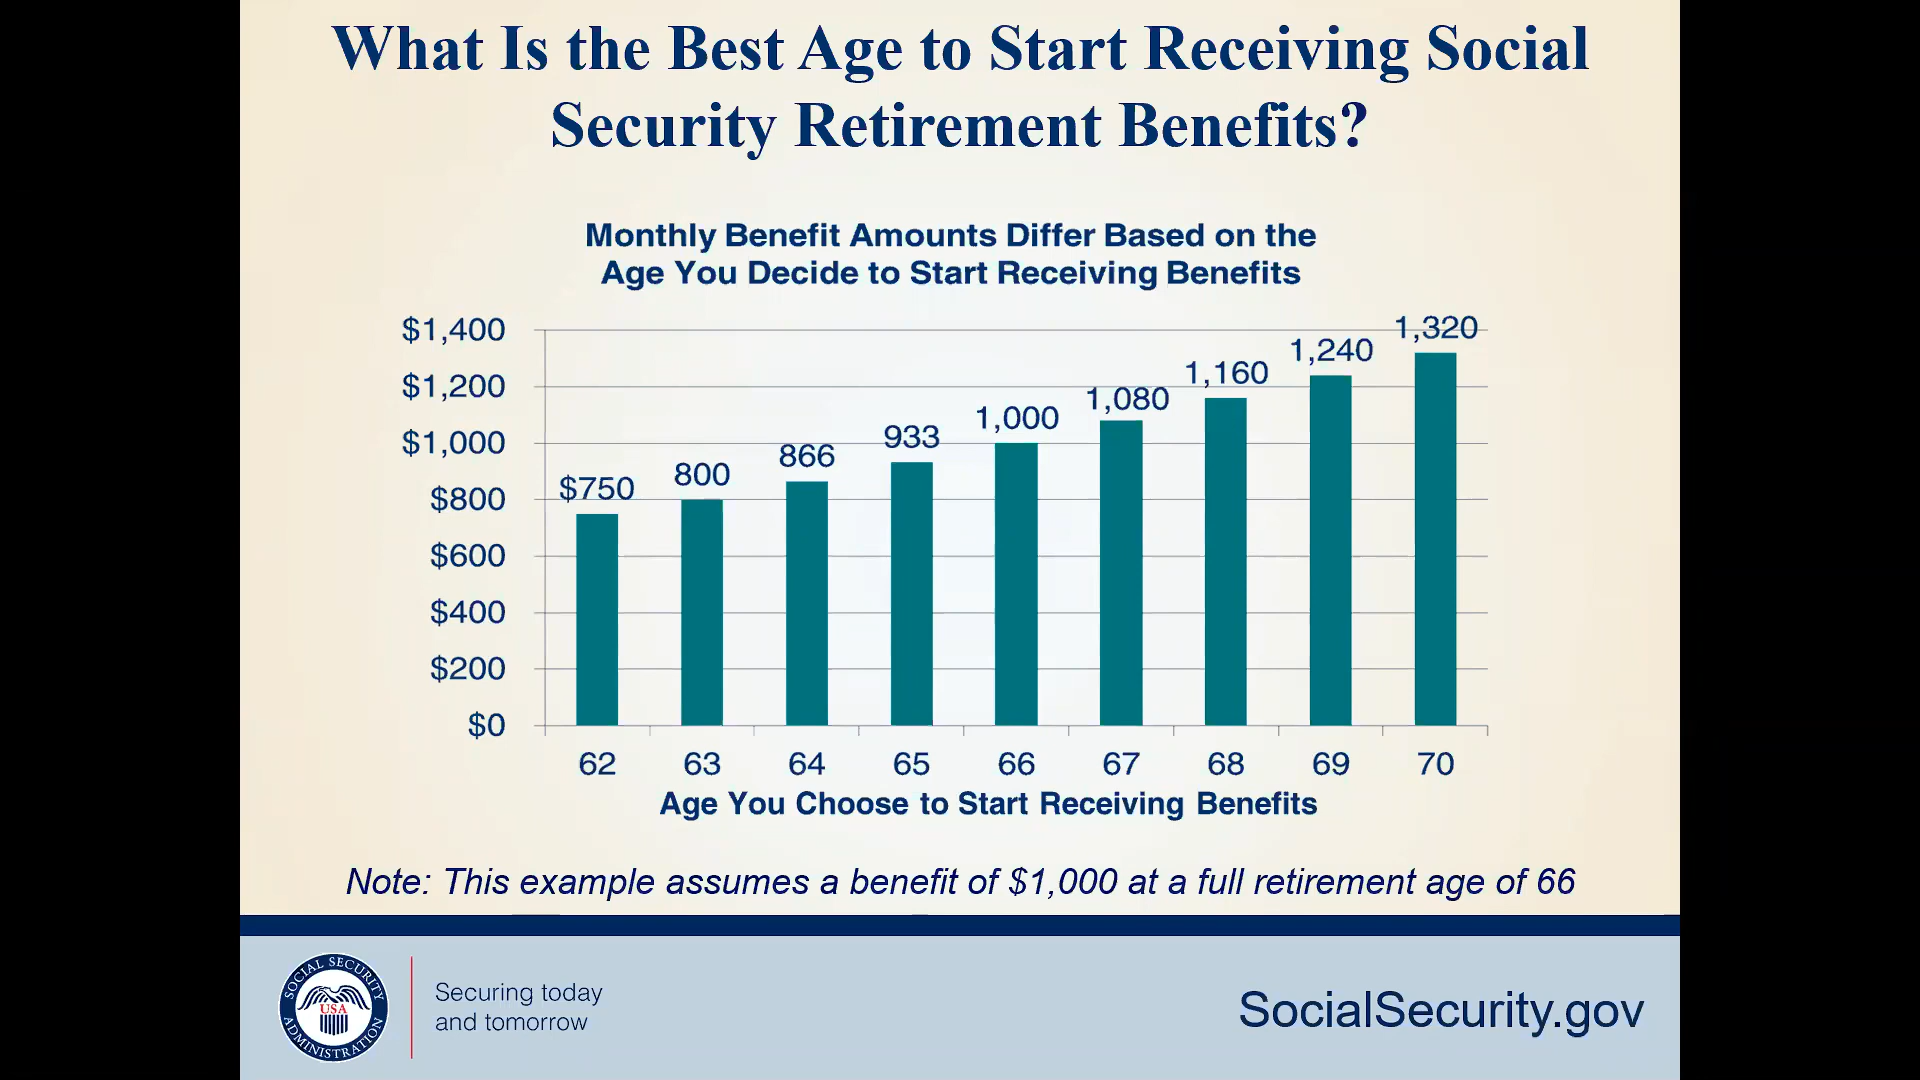 What Is the Best Age to Start Receiving Social
Security Retirement Benefits?
Monthly Benefit Amounts Differ Based on the
Age You Decide to Start Receiving Benefits
$1,400
$1,200
$1,000
$800
$600
$400
$200
$0
$750
800
866
933
1,000
1,080
1,160
1,240
1,320
62 63 64 65 66 67 68 69 70
Age You Choose to Start Receiving Benefits
Note: This example assumes a benefit of $1,000 at a full retirement age of 66
SOCIAL SECURITY
USA
ADMINISTRATION
Securing today
and tomorrow
SocialSecurity.gov